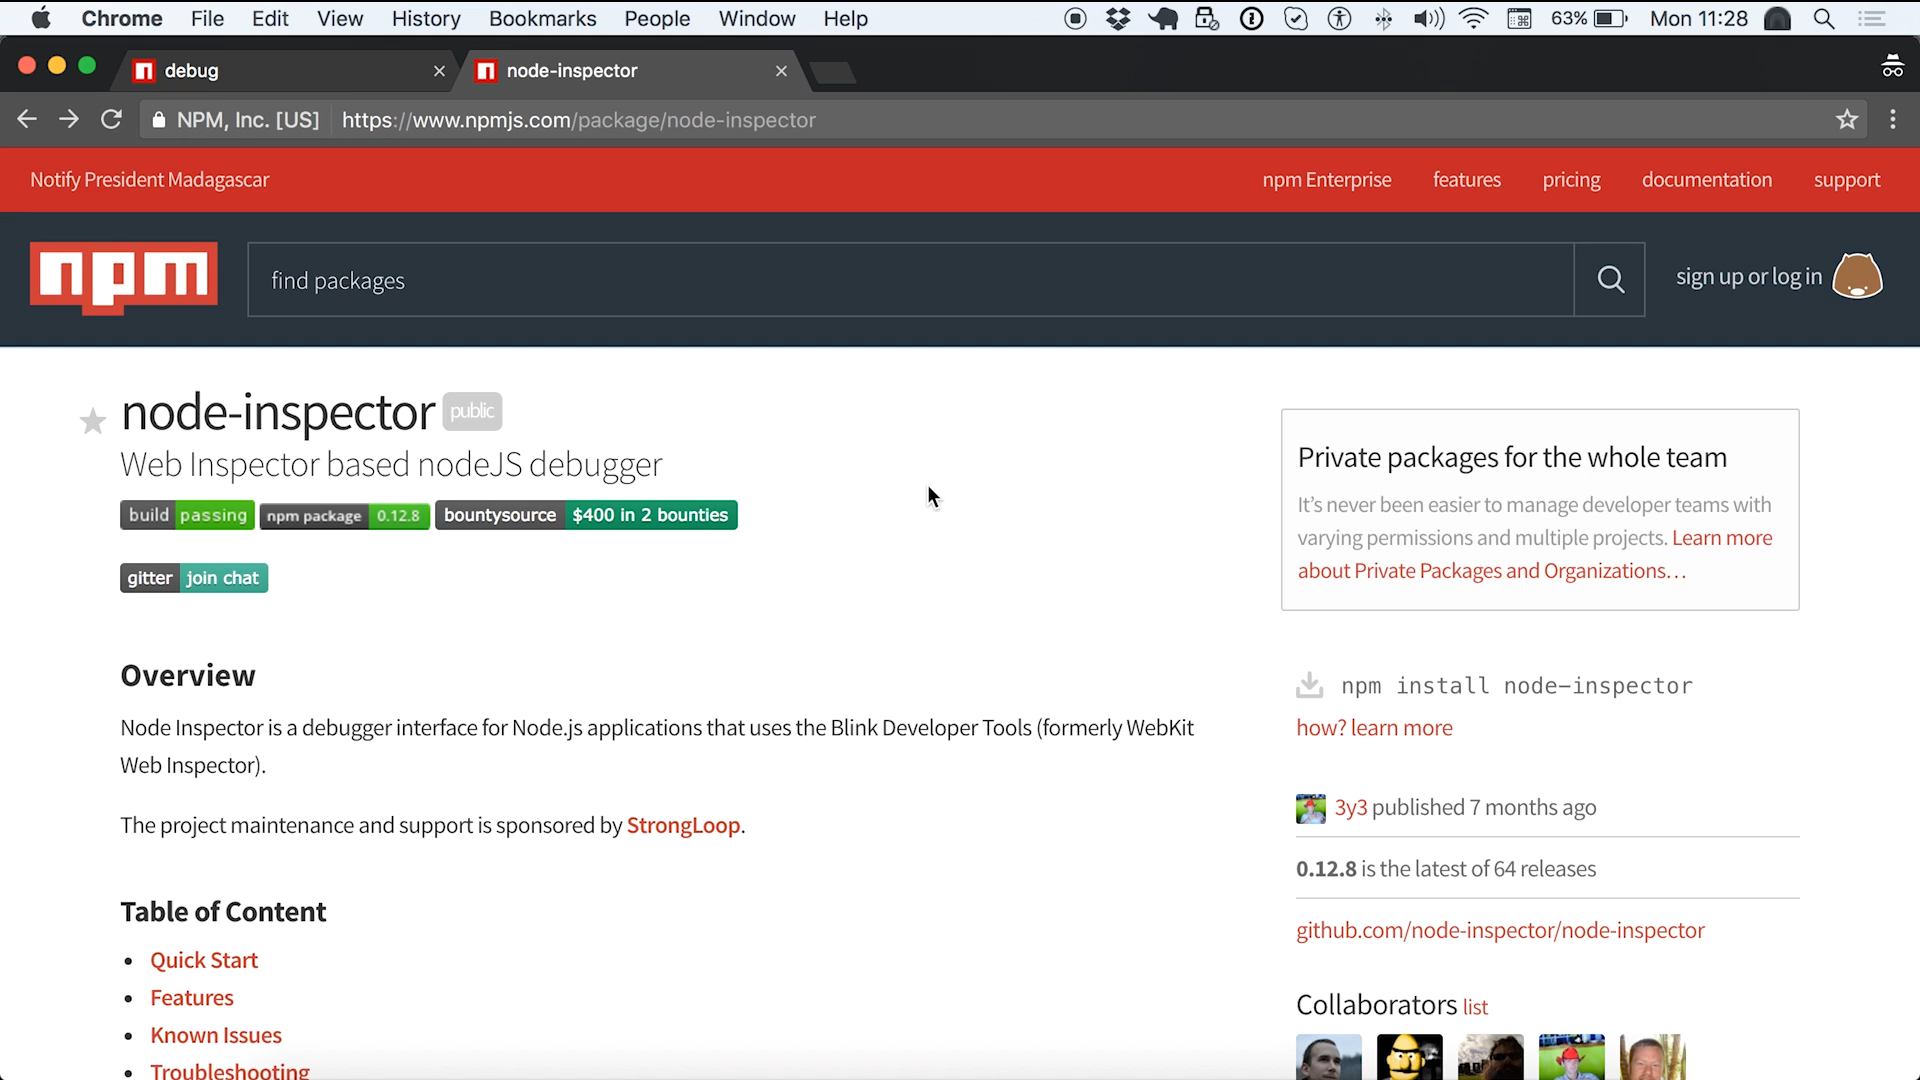 Chrome File Edit View History Bookmarks People Window Help 63% Mon 11:28
debug node-inspector
NPM, Inc. [US] https://www.npmjs.com/package/node-inspector
Notify President Madagascar npm Enterprise features pricing documentation support
npm find packages sign up or log in
node-inspector public
Web Inspector based nodeJS debugger
build passing npm package 0.12.8 bountysource $400 in 2 bounties
gitter join chat
Overview
Node Inspector is a debugger interface for Node.js applications that uses the Blink Developer Tools (formerly WebKit
Web Inspector).
The project maintenance and support is sponsored by StrongLoop.
Table of Content
• Quick Start
• Features
• Known Issues
• Troubleshooting
Private packages for the whole team
It's never been easier to manage developer teams with
varying permissions and multiple projects. Learn more
about Private Packages and Organizations…
npm install node-inspector
how? learn more
3y3 published 7 months ago
0.12.8 is the latest of 64 releases
github.com/node-inspector/node-inspector
Collaborators list